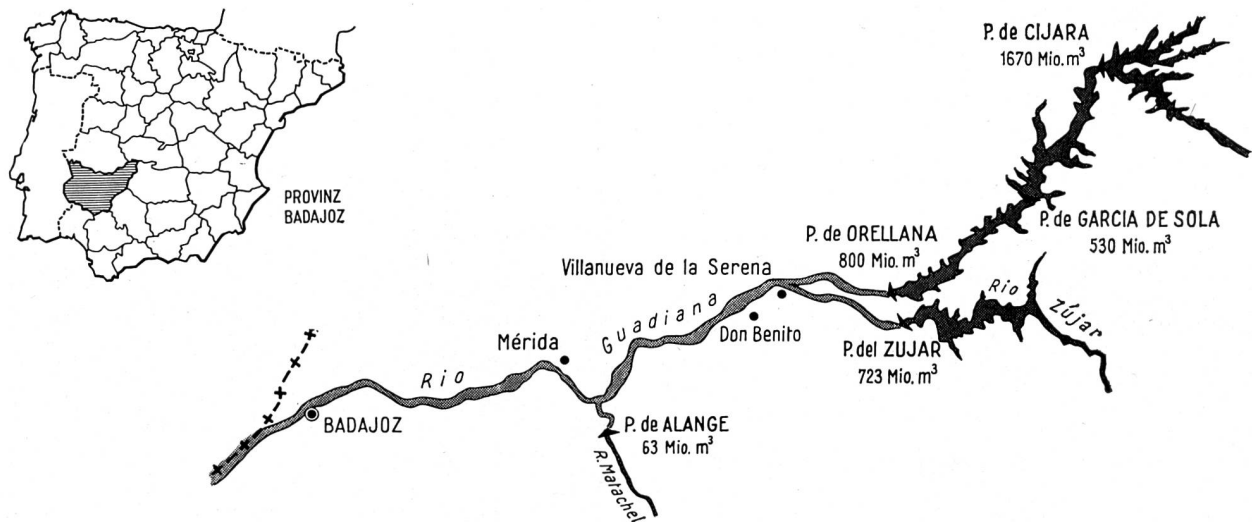 PROVINZ
BADAJOZ
P. de CIJARA
1670 Mio. m³
P. de GARCIA DE SOLA
530 Mio. m³
P. de ORELLANA
800 Mio. m³
Villanueva de la Serena
Rio
Zújar
Guadiana
Don Benito
P. del ZUJAR
723 Mio. m³
Mérida
Rio
BADAJOZ
P. de ALANGE
63 Mio. m³
R. Matachel